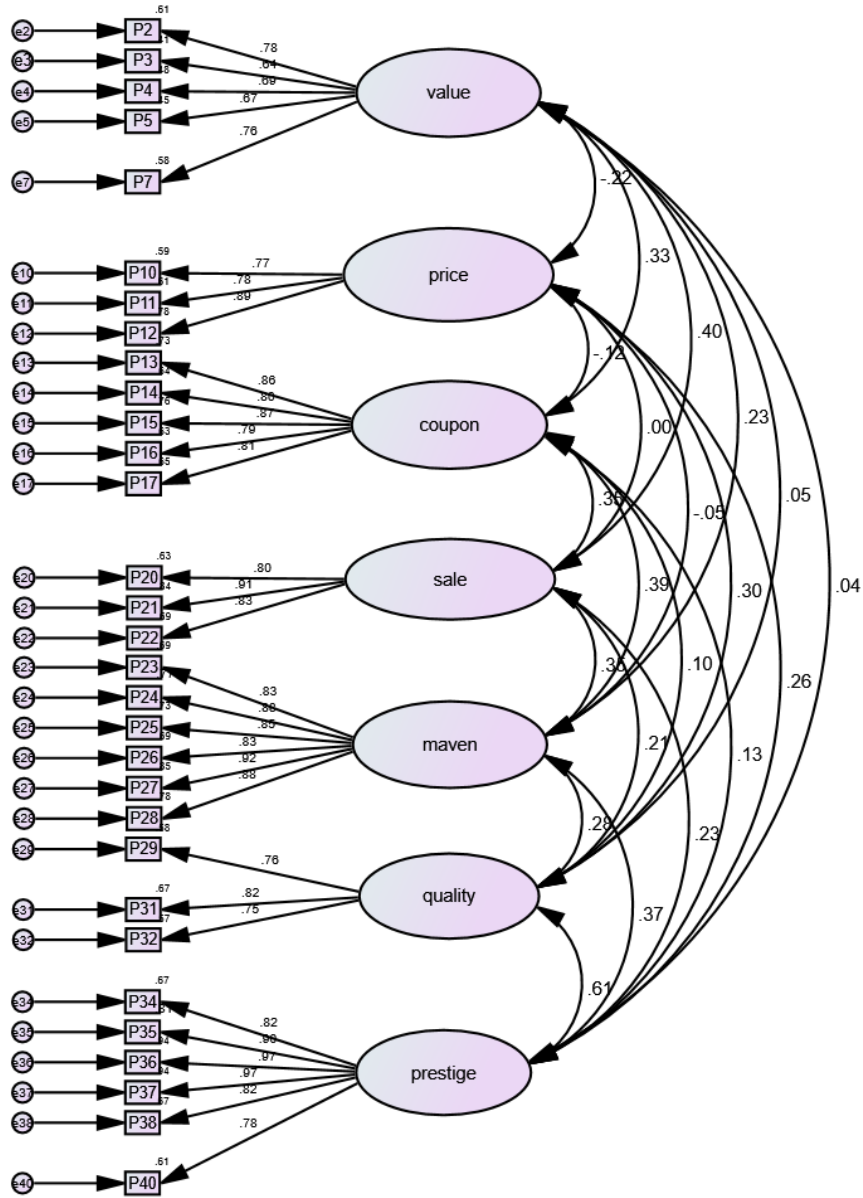 .61
e2 P2
.78
e3 P3
.64
e4 P4 value
.69
.67
e5 P5
.76
.58
e7 P7
-.22
.33
.59
e10 P10 price
.77
.78
e11 P11
.89
e12 P12 .40
-.12
e13 P13
.86
e14 P14
.23
.87
e15 P15 coupon .00
.79
e16 P16
.81
e17 P17
.05
.35
-.05
.63
.80
e20 P20 sale
.91
.39 .30 .04
.83
e21 P21
e22 P22
e23 P23 .10
.26
.83
e24 P24
.88
.85
e25 P25
.83
maven .21 .13
e26 P26
.92
.88
e27 P27
e28 P28
.28 .23
e29 P29
.76
.67
.82
quality
e31 P31
.75
.37
e32 P32
.67
.61
e34 P34
.82
e35 P35
.97
e36 P36 prestige
.97
.82
e37 P37
e38 P38
.78
.61
e40 P40